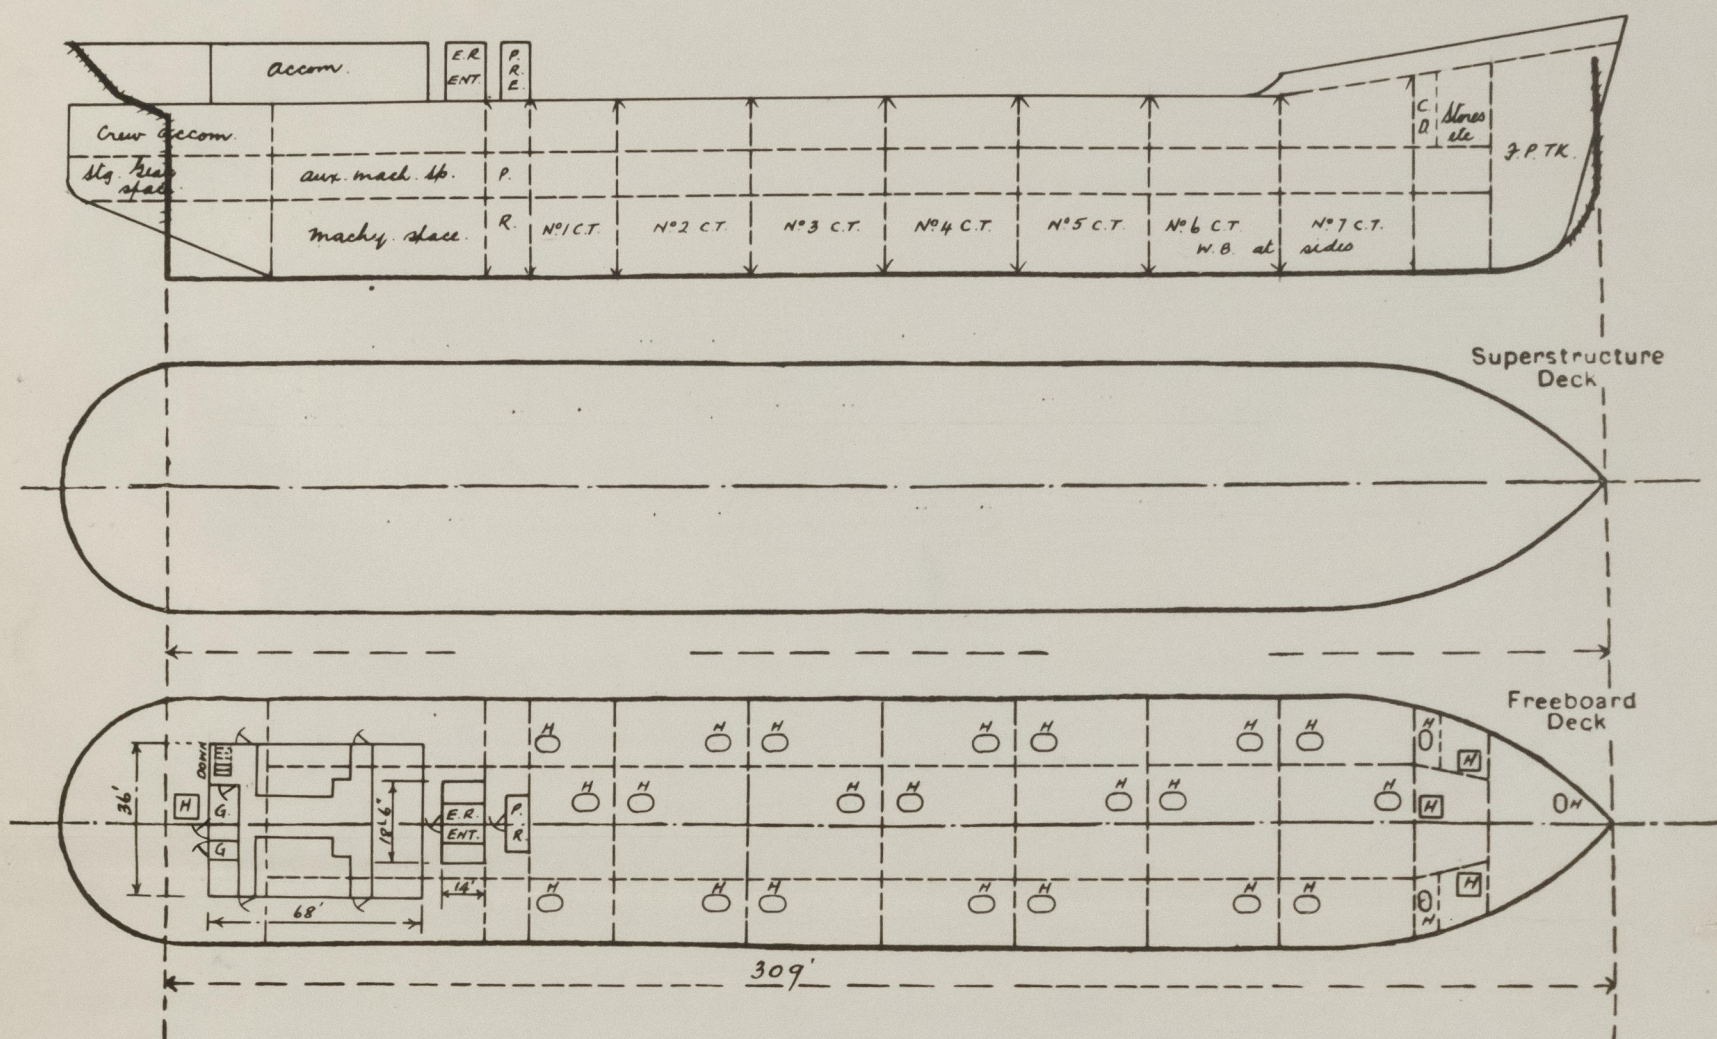 accom.
E.R
ENT.
P.
R.
E.
Crew accom.
Stg. Gear
space
aux. mach. sp.
P.
R.
machy. space.
Nº1 C.T.
Nº2 C.T.
Nº3 C.T.
Nº4 C.T.
Nº5 C.T.
Nº6 C.T.
Nº7 C.T.
W.B. at sides
C.
D.
Stores
etc
F.P.TK.
Superstructure
Deck
Freeboard
Deck
H
H
H
H
H
H
H
H
H
DOWN
36'
H
G.
G
18'-6"
E.R.
ENT.
P.
R.
H
H
H
H
H
H
H
H
H
H
14'
68'
H
H
H
H
H
H
H
H
H
309'